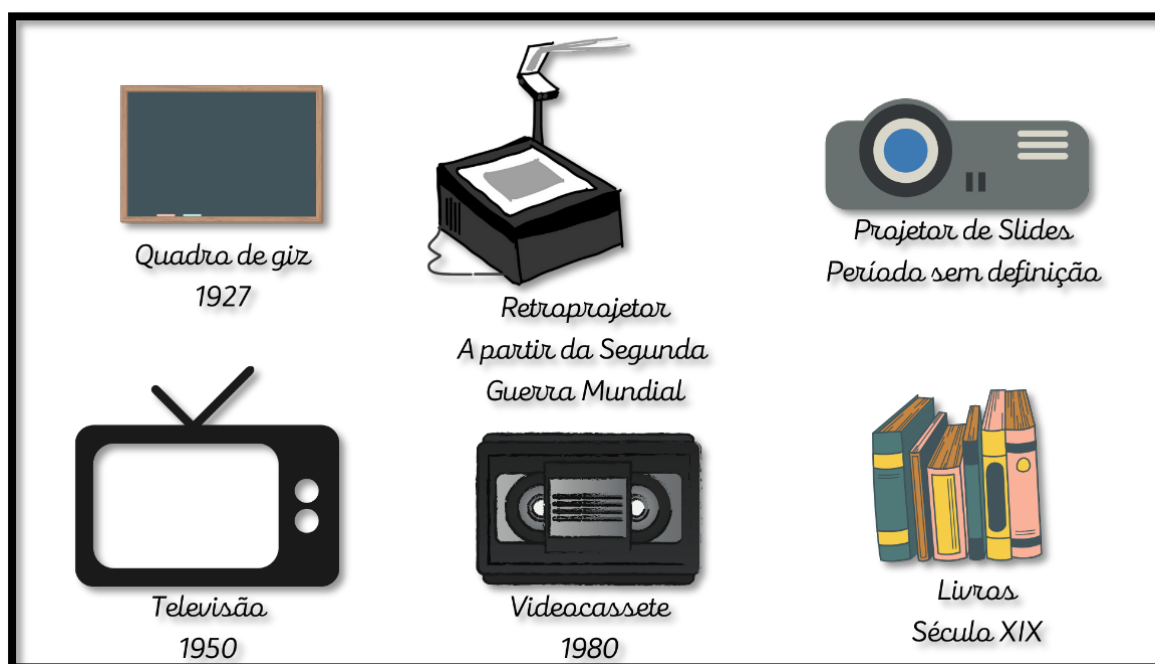 Quadro de giz
1927
Retroprojetor
A partir da Segunda
Guerra Mundial
Projetor de Slides
Período sem definição
Televisão
1950
Videocassete
1980
Livros
Século XIX